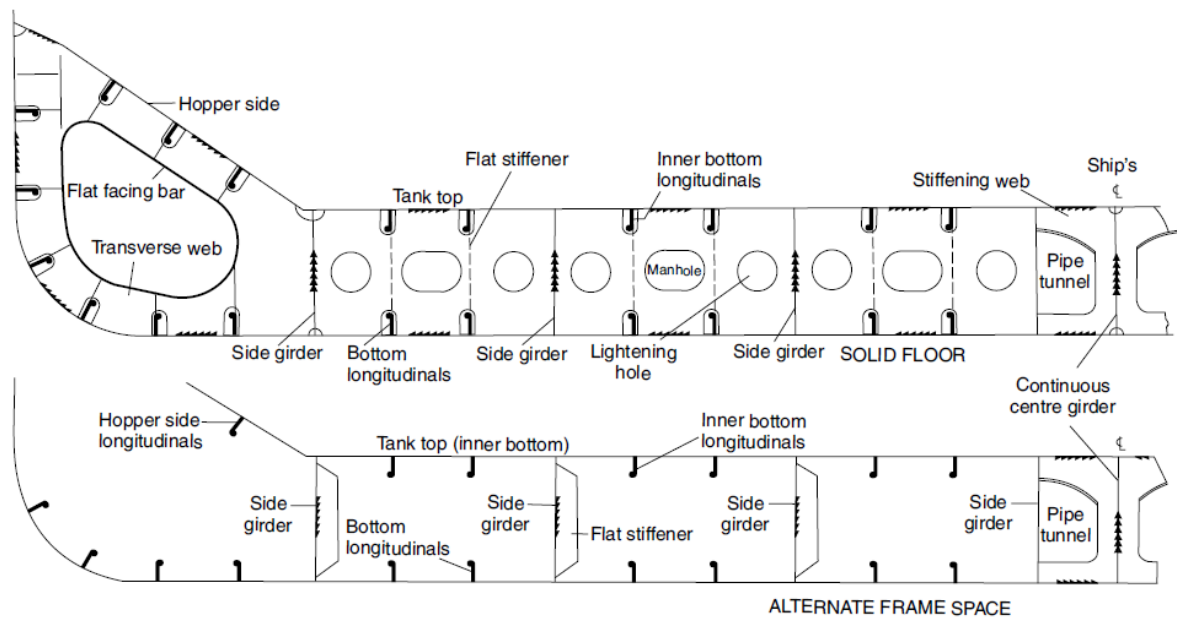 Hopper side
Flat stiffener
Inner bottom
longitudinals
Ship's
℄
Stiffening web
Flat facing bar
Tank top
Transverse web
Manhole
Pipe
tunnel
Side girder
Bottom
longitudinals
Side girder
Lightening
hole
Side girder
SOLID FLOOR
Continuous
centre girder
Hopper side
longitudinals
Tank top (inner bottom)
Inner bottom
longitudinals
℄
Side
girder
Bottom
longitudinals
Side
girder
Flat stiffener
Side
girder
Side
girder
Pipe
tunnel
ALTERNATE FRAME SPACE